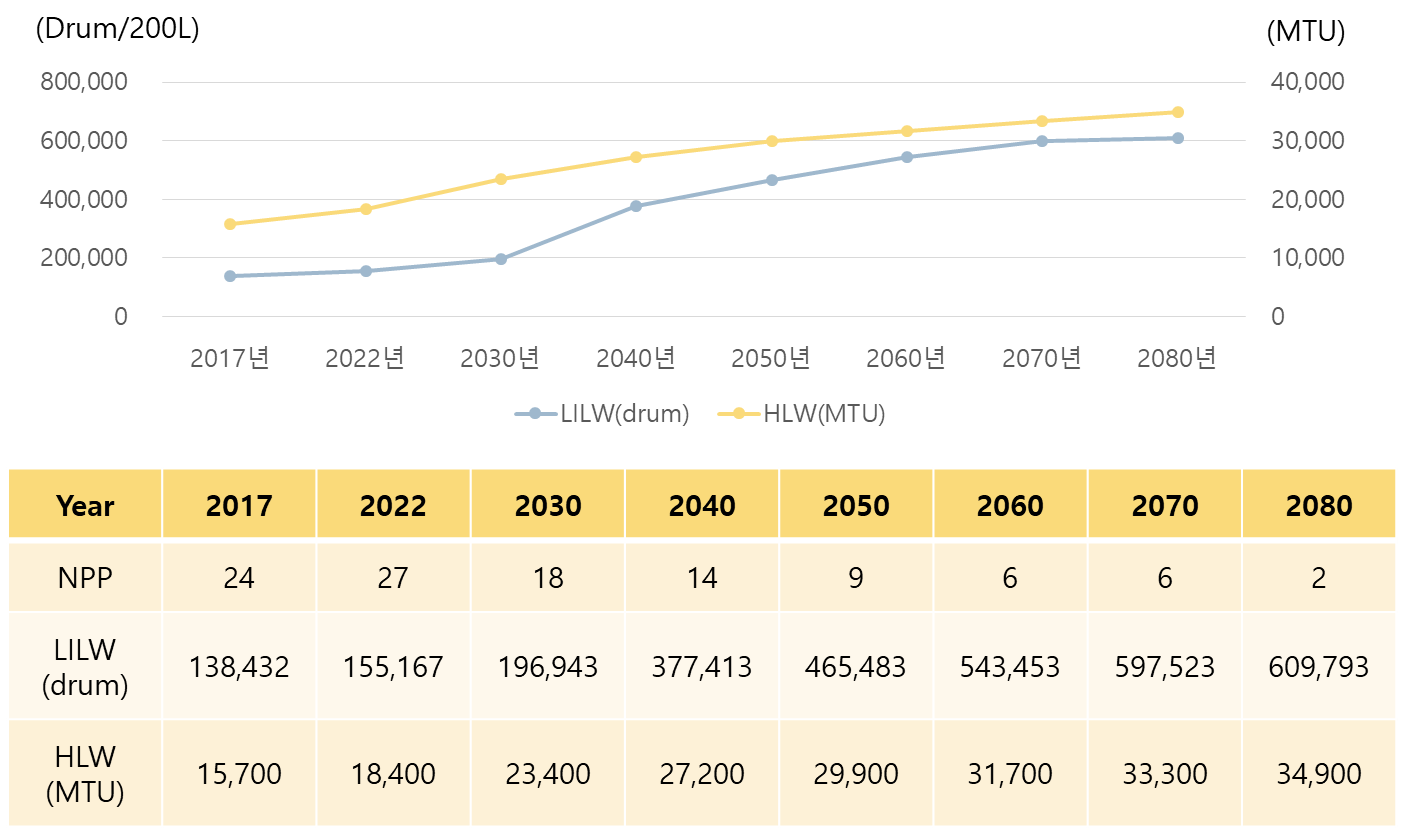 (Drum/200L) (MTU)
800,000 40,000
600,000 30,000
400,000 20,000
200,000 10,000
0 0
2017년 2022년 2030년 2040년 2050년 2060년 2070년 2080년
LILW(drum) HLW(MTU)
Year 2017 2022 2030 2040 2050 2060 2070 2080
NPP 24 27 18 14 9 6 6 2
LILW
(drum) 138,432 155,167 196,943 377,413 465,483 543,453 597,523 609,793
HLW
(MTU) 15,700 18,400 23,400 27,200 29,900 31,700 33,300 34,900